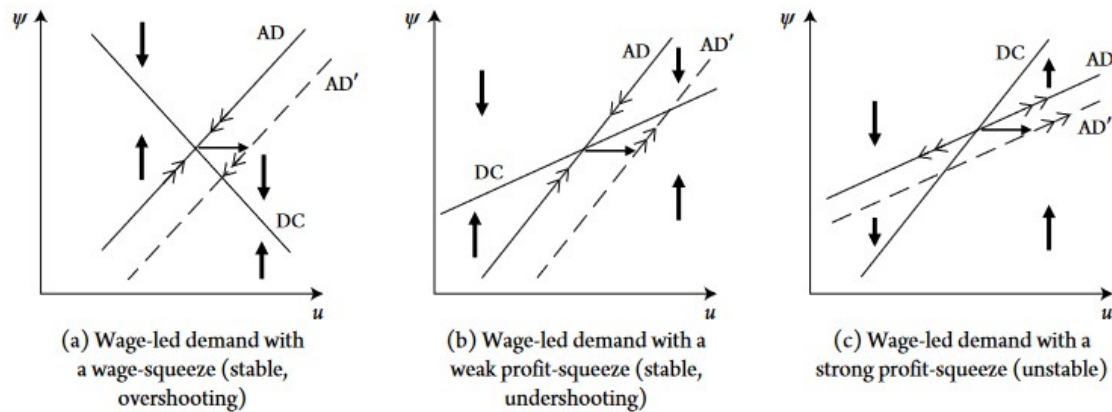 ψ
AD
AD′
DC
u
(a) Wage-led demand with
a wage-squeeze (stable,
overshooting)
ψ
AD
AD′
DC
u
(b) Wage-led demand with a
weak profit-squeeze (stable,
undershooting)
ψ
DC
AD
AD′
u
(c) Wage-led demand with a
strong profit-squeeze (unstable)